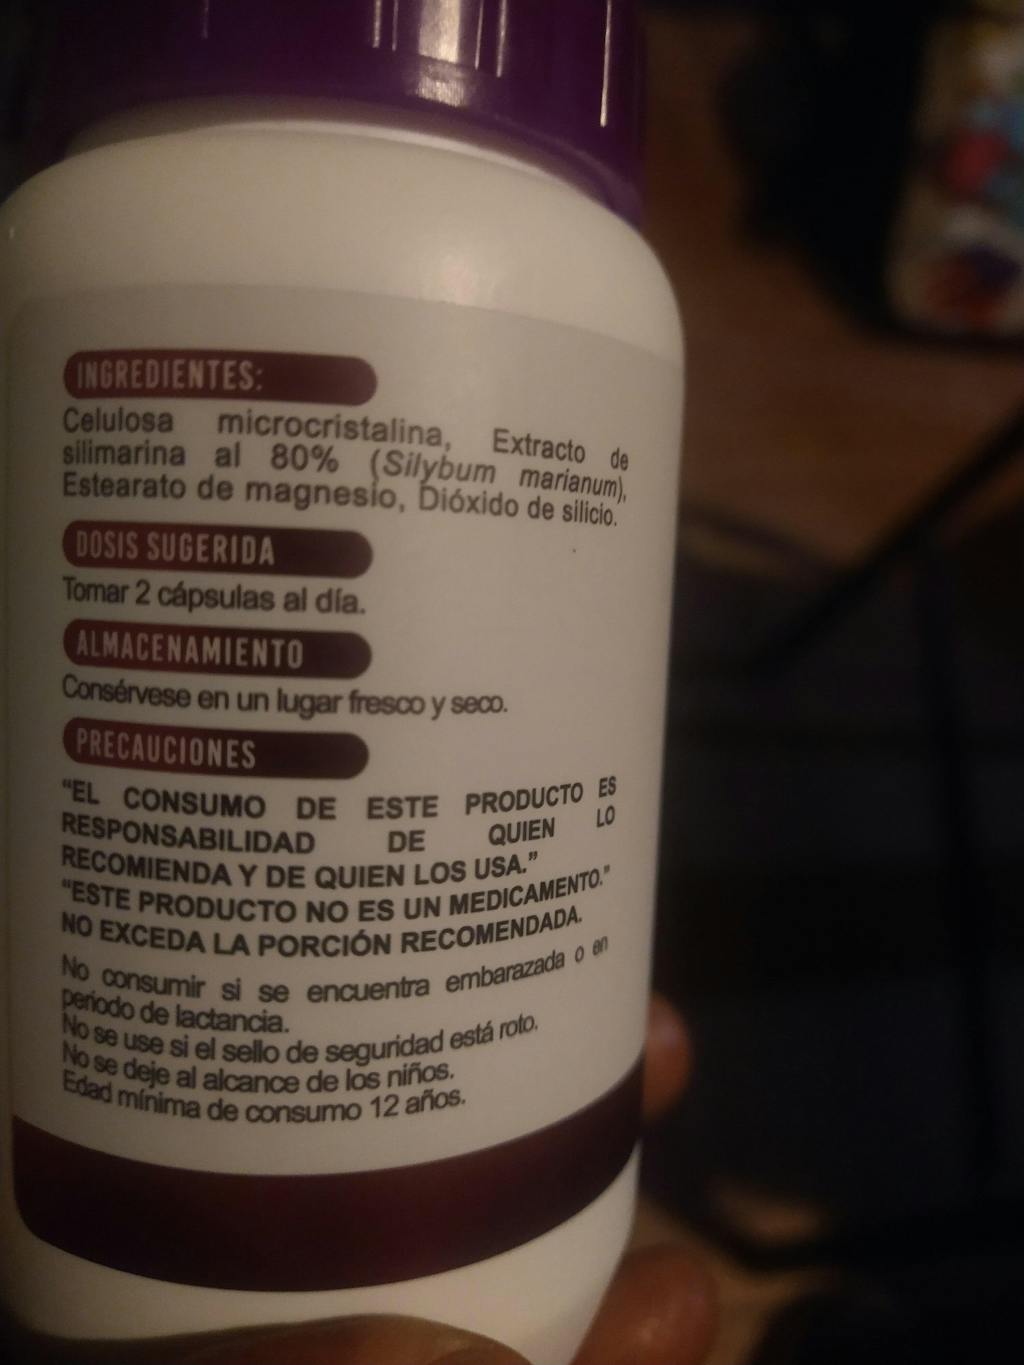 INGREDIENTES:
Celulosa microcristalina, Extracto de
silimarina al 80% (Silybum marianum),
Estearato de magnesio, Dióxido de silicio.
DOSIS SUGERIDA
Tomar 2 cápsulas al día.
ALMACENAMIENTO
Consérvese en un lugar fresco y seco.
PRECAUCIONES
“EL CONSUMO DE ESTE PRODUCTO ES
RESPONSABILIDAD DE QUIEN LO
RECOMIENDA Y DE QUIEN LOS USA.”
“ESTE PRODUCTO NO ES UN MEDICAMENTO.”
NO EXCEDA LA PORCIÓN RECOMENDADA.
No consumir si se encuentra embarazada o en
periodo de lactancia.
No se use si el sello de seguridad está roto.
No se deje al alcance de los niños.
Edad mínima de consumo 12 años.